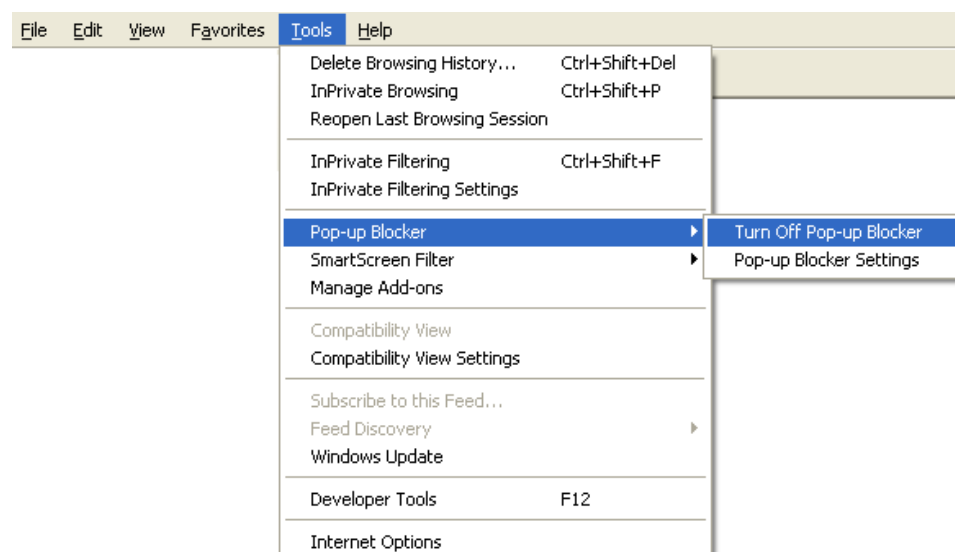 File Edit View Favorites Tools Help
Delete Browsing History... Ctrl+Shift+Del
InPrivate Browsing Ctrl+Shift+P
Reopen Last Browsing Session
InPrivate Filtering Ctrl+Shift+F
InPrivate Filtering Settings
Pop-up Blocker Turn Off Pop-up Blocker
SmartScreen Filter Pop-up Blocker Settings
Manage Add-ons
Compatibility View
Compatibility View Settings
Subscribe to this Feed...
Feed Discovery
Windows Update
Developer Tools F12
Internet Options